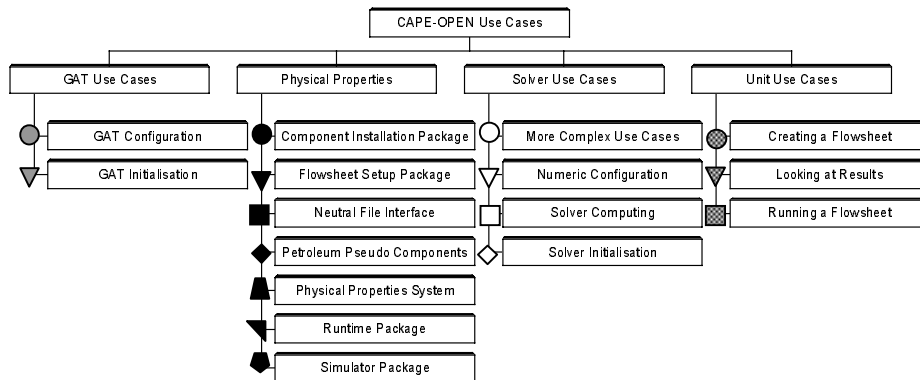 CAPE-OPEN Use Cases
GAT Use Cases
GAT Configuration
GAT Initialisation
Physical Properties
Component Installation Package
Flowsheet Setup Package
Neutral File Interface
Petroleum Pseudo Components
Physical Properties System
Runtime Package
Simulator Package
Solver Use Cases
More Complex Use Cases
Numeric Configuration
Solver Computing
Solver Initialisation
Unit Use Cases
Creating a Flowsheet
Looking at Results
Running a Flowsheet